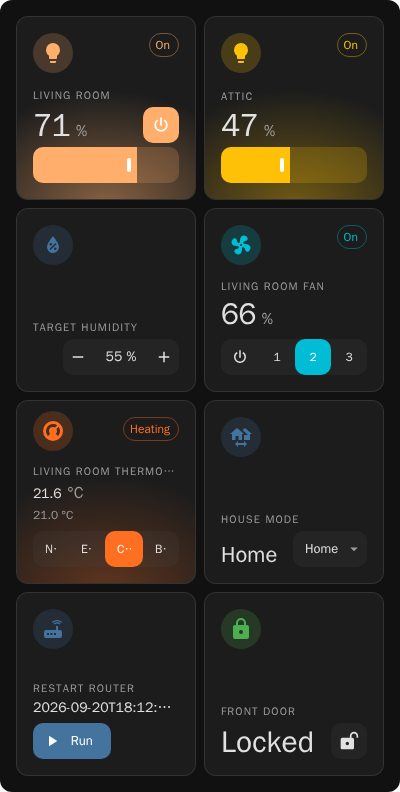 On
LIVING ROOM
71 %
On
ATTIC
47 %
TARGET HUMIDITY
− 55 % +
On
LIVING ROOM FAN
66 %
1 2 3
Heating
LIVING ROOM THERMO···
21.6 °C
21.0 °C
N· E· C·· B·
HOUSE MODE
Home
Home
RESTART ROUTER
2026-09-20T18:12:···
Run
FRONT DOOR
Locked